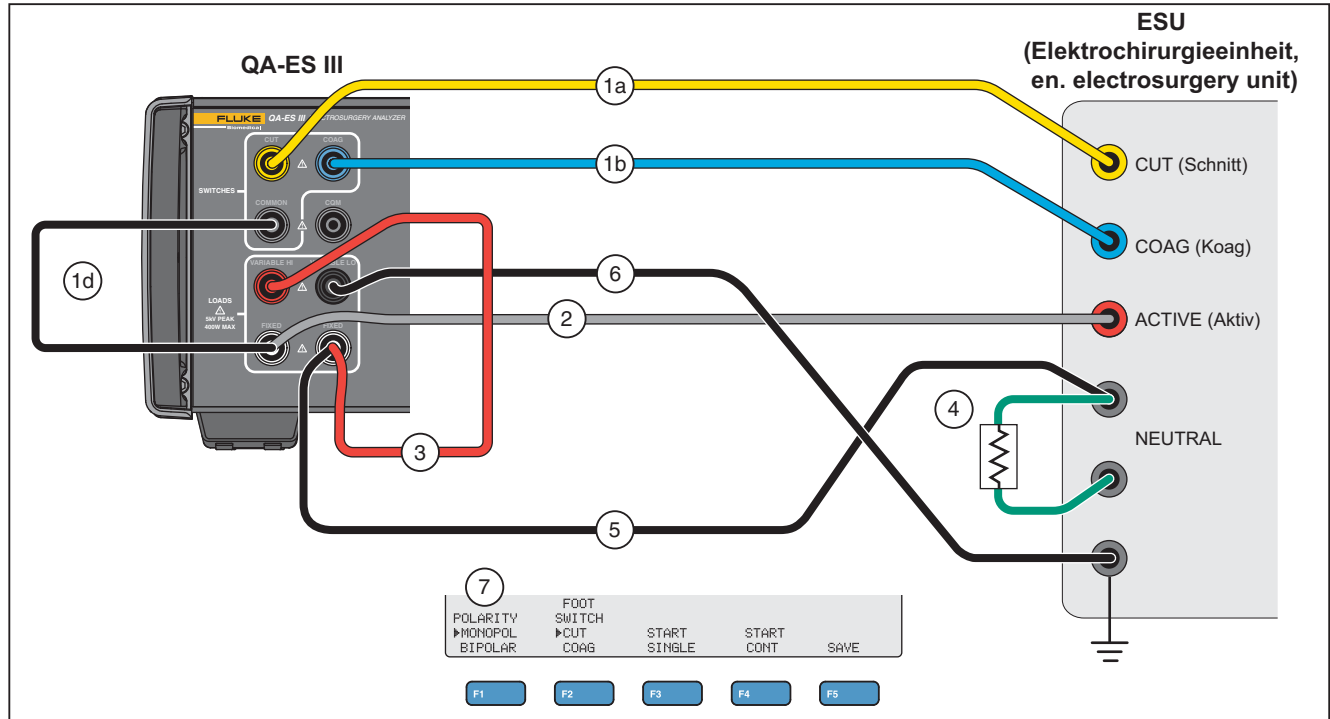 ESU
(Elektrochirurgieeinheit,
en. electrosurgery unit)
QA-ES III
1a
FLUKE
Biomedical
QA-ES III
ELECTROSURGERY ANALYZER
CUT
COAG
1b
CUT (Schnitt)
SWITCHES
COMMON
CQM
COAG (Koag)
1d
VARIABLE HI
VARIABLE LO
6
LOADS
5kV PEAK
400W MAX
FIXED
FIXED
2
ACTIVE (Aktiv)
4
3
NEUTRAL
5
7
POLARITY
▶MONOPOL
BIPOLAR
FOOT
SWITCH
▶CUT
COAG
START
SINGLE
START
CONT
SAVE
F1
F2
F3
F4
F5